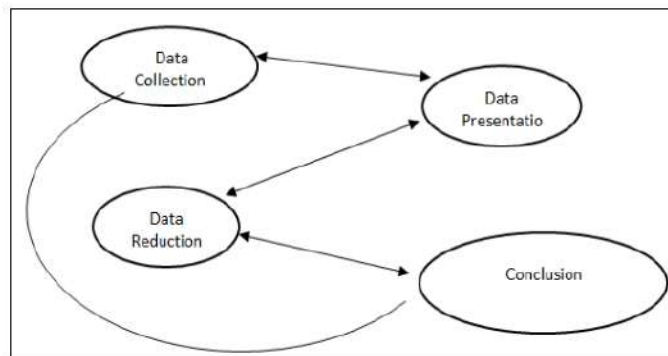 Data
Collection
Data
Presentatio
Data
Reduction
Conclusion